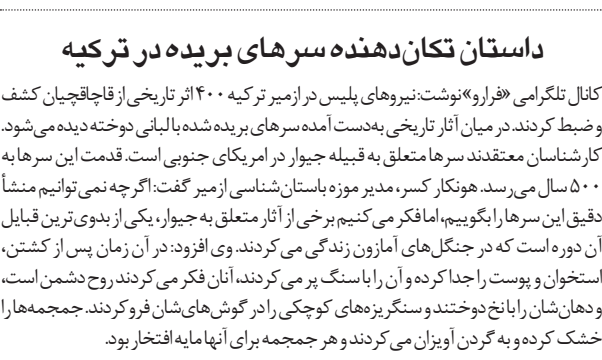 داستان تکان‌دهنده سرهای بریده در ترکیه
کانال تلگرامی «فرارو» نوشت: نیروهای پلیس در ازمیر ترکیه ۴۰۰ اثر تاریخی از قاچاقچیان کشف
و ضبط کردند. در میان آثار تاریخی به‌دست آمده سرهای بریده شده با لبانی دوخته دیده می‌شود.
کارشناسان معتقدند سرها متعلق به قبیله جیوار در امریکای جنوبی است. قدمت این سرها به
۵۰۰ سال می‌رسد. هونکار کسر، مدیر موزه باستان‌شناسی ازمیر گفت: اگرچه نمی‌توانیم منشأ
دقیق این سرها را بگوییم، اما فکر می‌کنیم برخی از آثار متعلق به جیوار، یکی از بدوی‌ترین قبایل
آن دوره است که در جنگل‌های آمازون زندگی می‌کردند. وی افزود: در آن زمان پس از کشتن،
استخوان و پوست را جدا کرده و آن را با سنگ پر می‌کردند، آنان فکر می‌کردند روح دشمن است،
و دهان‌شان را با نخ دوختند و سنگریزه‌های کوچکی را در گوش‌های‌شان فرو کردند. جمجمه‌ها را
خشک کرده و به گردن آویزان می‌کردند و هر جمجمه برای آنها مایه افتخار بود.